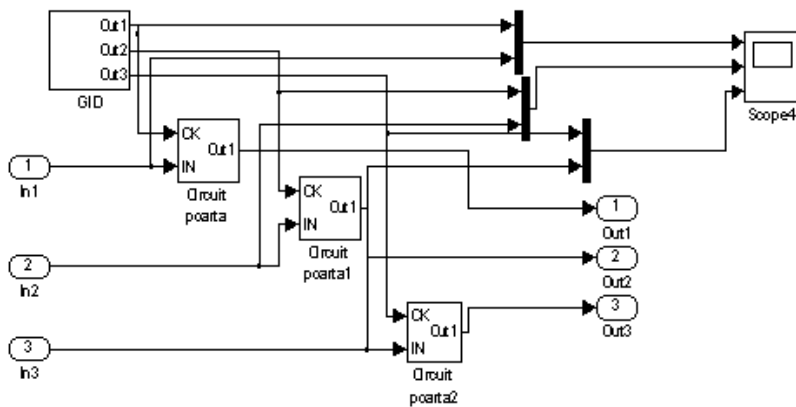 Out1
Out2
Out3
GID
Scope4
CK
IN
Out1
Circuit
poarta
1
In1
CK
IN
Out1
Circuit
poarta1
1
Out1
2
In2
2
Out2
CK
IN
Out1
Circuit
poarta2
3
Out3
3
In3